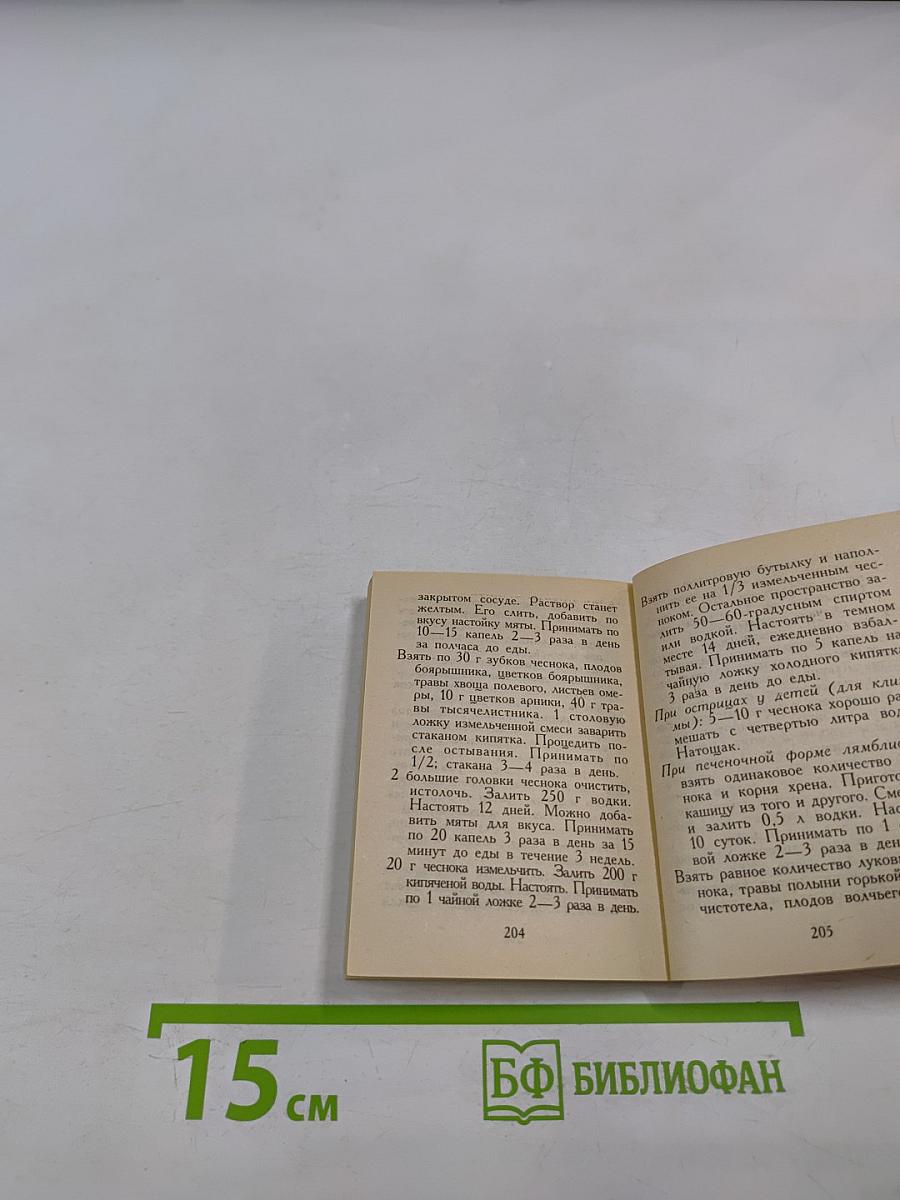 закрытом сосуде. Раствор станет
желтым. Его слить, добавить по
вкусу настойку мяты. Принимать по
10—15 капель 2—3 раза в день
за полчаса до еды.
Взять по 30 г зубков чеснока, плодов
боярышника, цветков боярышника,
травы хвоща полевого, листьев оме-
ры, 10 г цветков арники, 40 г тра-
вы тысячелистника. 1 столовую
ложку измельченной смеси заварить
стаканом кипятка. Процедить по-
сле остывания. Принимать по
1/2; стакана 3—4 раза в день.
2 большие головки чеснока очистить,
истолочь. Залить 250 г водки.
Настоять 12 дней. Можно доба-
вить мяты для вкуса. Принимать
по 20 капель 3 раза в день за 15
минут до еды в течение 3 недель.
20 г чеснока измельчить. Залить 200 г
кипяченой воды. Настоять. Принимать
по 1 чайной ложке 2—3 раза в день.
204
Взять поллитровую бутылку и напол-
нить ее на 1/3 измельченным чес-
ноком. Остальное пространство за-
лить 50—60-градусным спиртом
или водкой. Настоять в темном
месте 14 дней, ежедневно взбал-
тывая. Принимать по 5 капель на
чайную ложку холодного кипятка
3 раза в день до еды.
При острицах у детей (для клиз
мы): 5—10 г чеснока хорошо ра
мешать с четвертью литра вод
Натощак.
При печеночной форме лямблие
взять одинаковое количество
нока и корня хрена. Пригото
кашицу из того и другого. Сме
и залить 0,5 л водки. Нас
10 суток. Принимать по 1
вой ложке 2—3 раза в ден
Взять равное количество лукови
нока, травы полыни горькой
чистотела, плодов волчьего
205
15 см
БФ БИБЛИОФАН